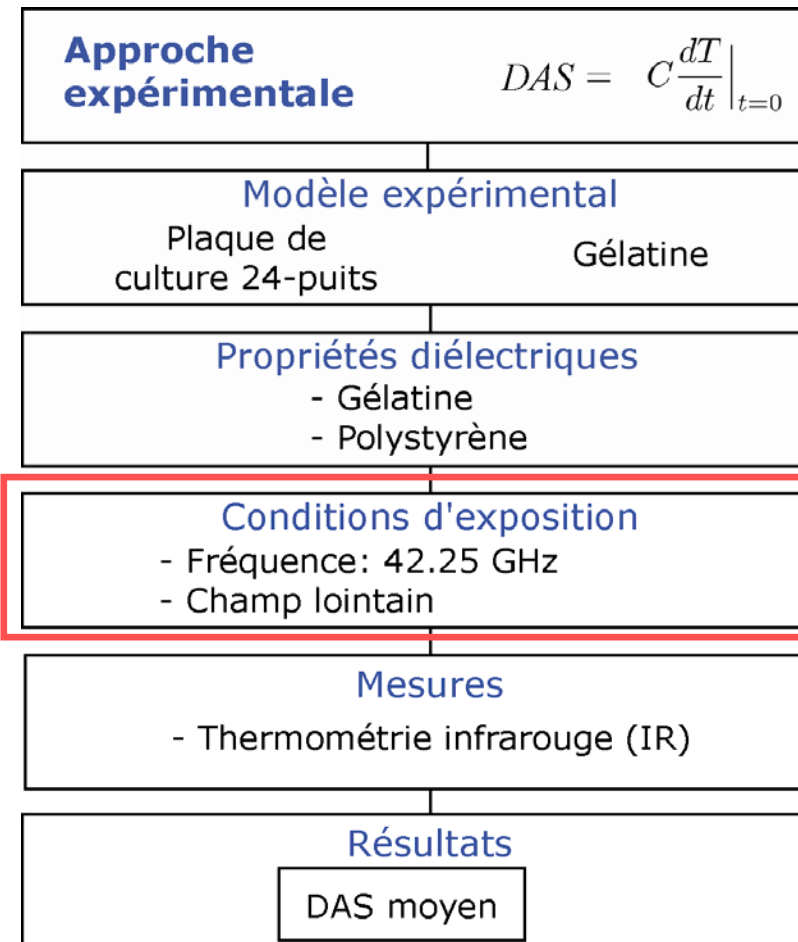 Approche
expérimentale
DAS = C dT/dt |t=0
Modèle expérimental
Plaque de
culture 24-puits
Gélatine
Propriétés diélectriques
- Gélatine
- Polystyrène
Conditions d'exposition
- Fréquence: 42.25 GHz
- Champ lointain
Mesures
- Thermométrie infrarouge (IR)
Résultats
DAS moyen